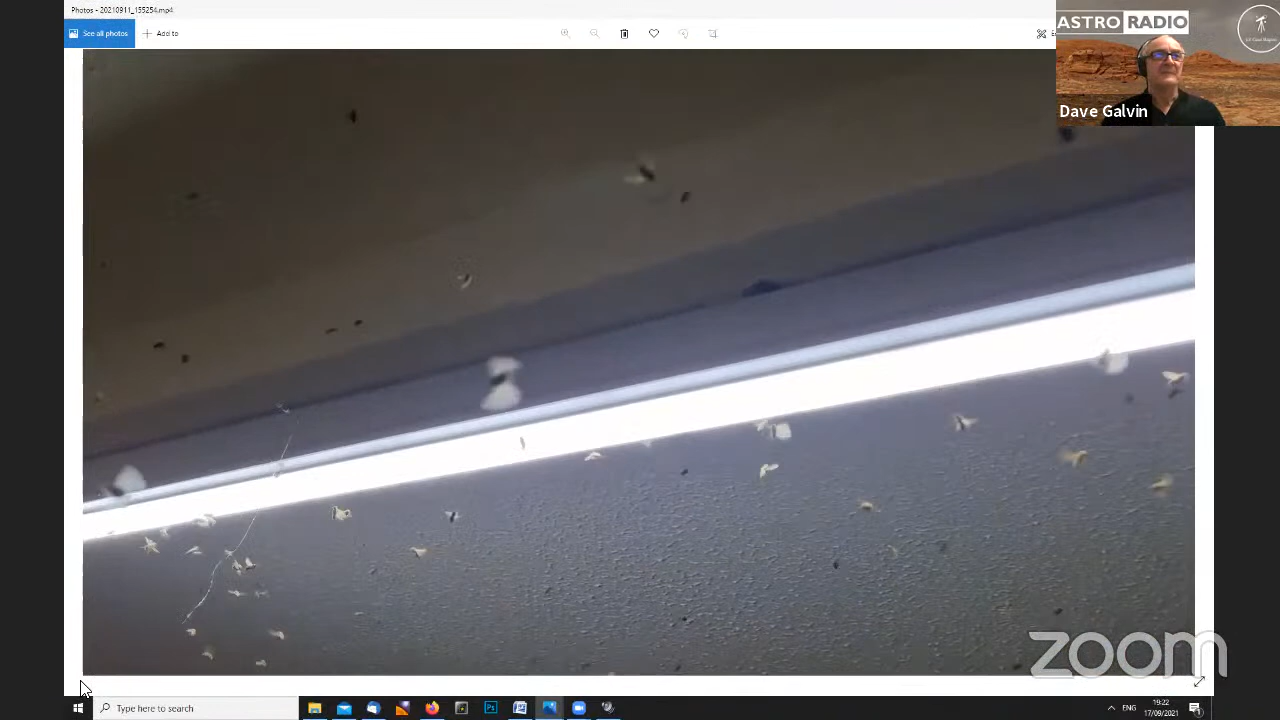 Photos - 20210911_155254.mp4
See all photos
Add to
ASTRO RADIO
Dave Galvin
zoom
Type here to search
ENG
19:22
17/09/2021